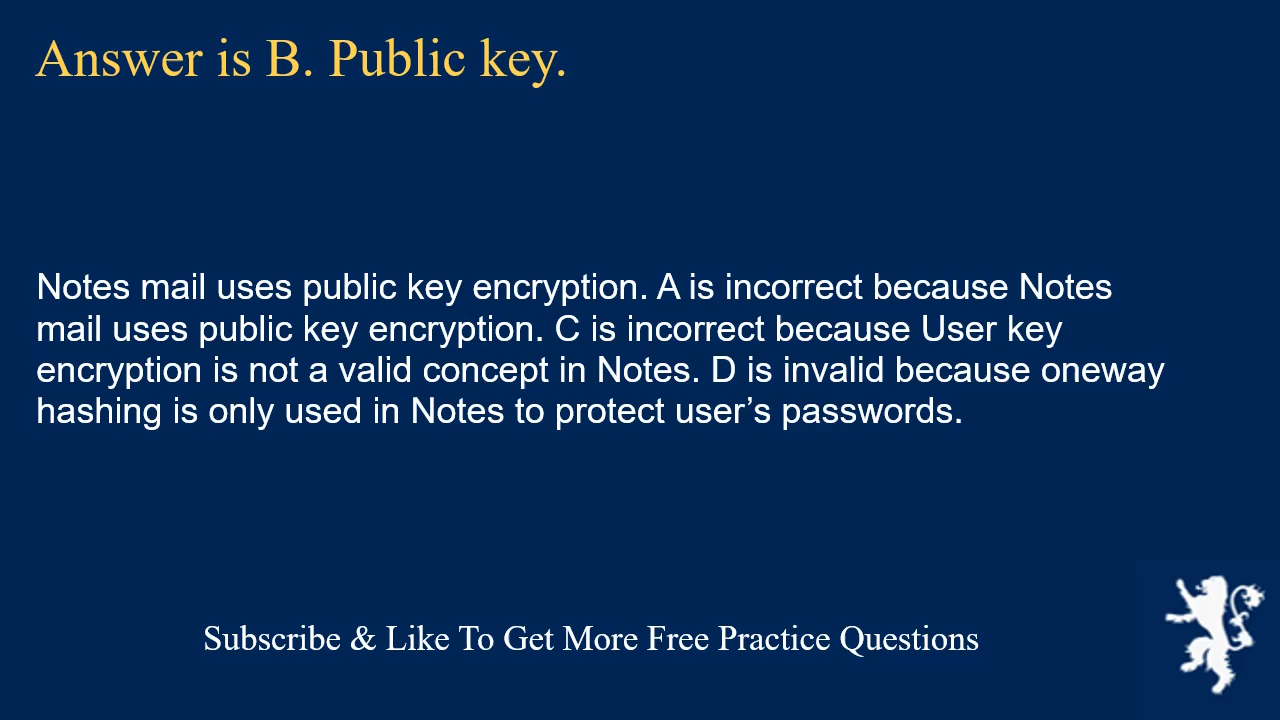 Answer is B. Public key.
Notes mail uses public key encryption. A is incorrect because Notes
mail uses public key encryption. C is incorrect because User key
encryption is not a valid concept in Notes. D is invalid because oneway
hashing is only used in Notes to protect user’s passwords.
Subscribe & Like To Get More Free Practice Questions